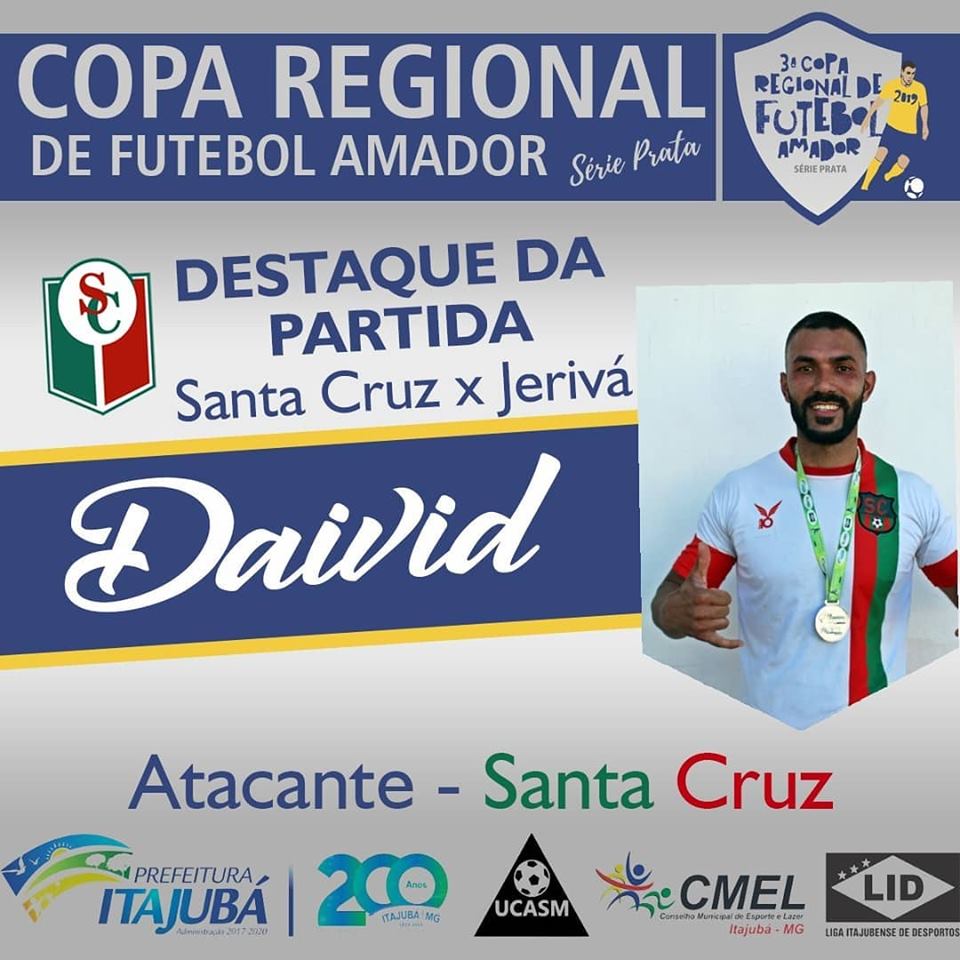 COPA REGIONAL
DE FUTEBOL AMADOR Série Prata
3ª COPA
REGIONAL DE
FUTEBOL
AMADOR
SÉRIE PRATA
2019
SC
DESTAQUE DA
PARTIDA
Santa Cruz x Jerivá
Daivid
SC
Atacante - Santa Cruz
PREFEITURA
ITAJUBÁ
Administração 2017-2020
200 Anos
ITAJUBÁ MG
UCASM
CMEL
Conselho Municipal de Esporte e Lazer
Itajubá - MG
LID
LIGA ITAJUBENSE DE DESPORTOS